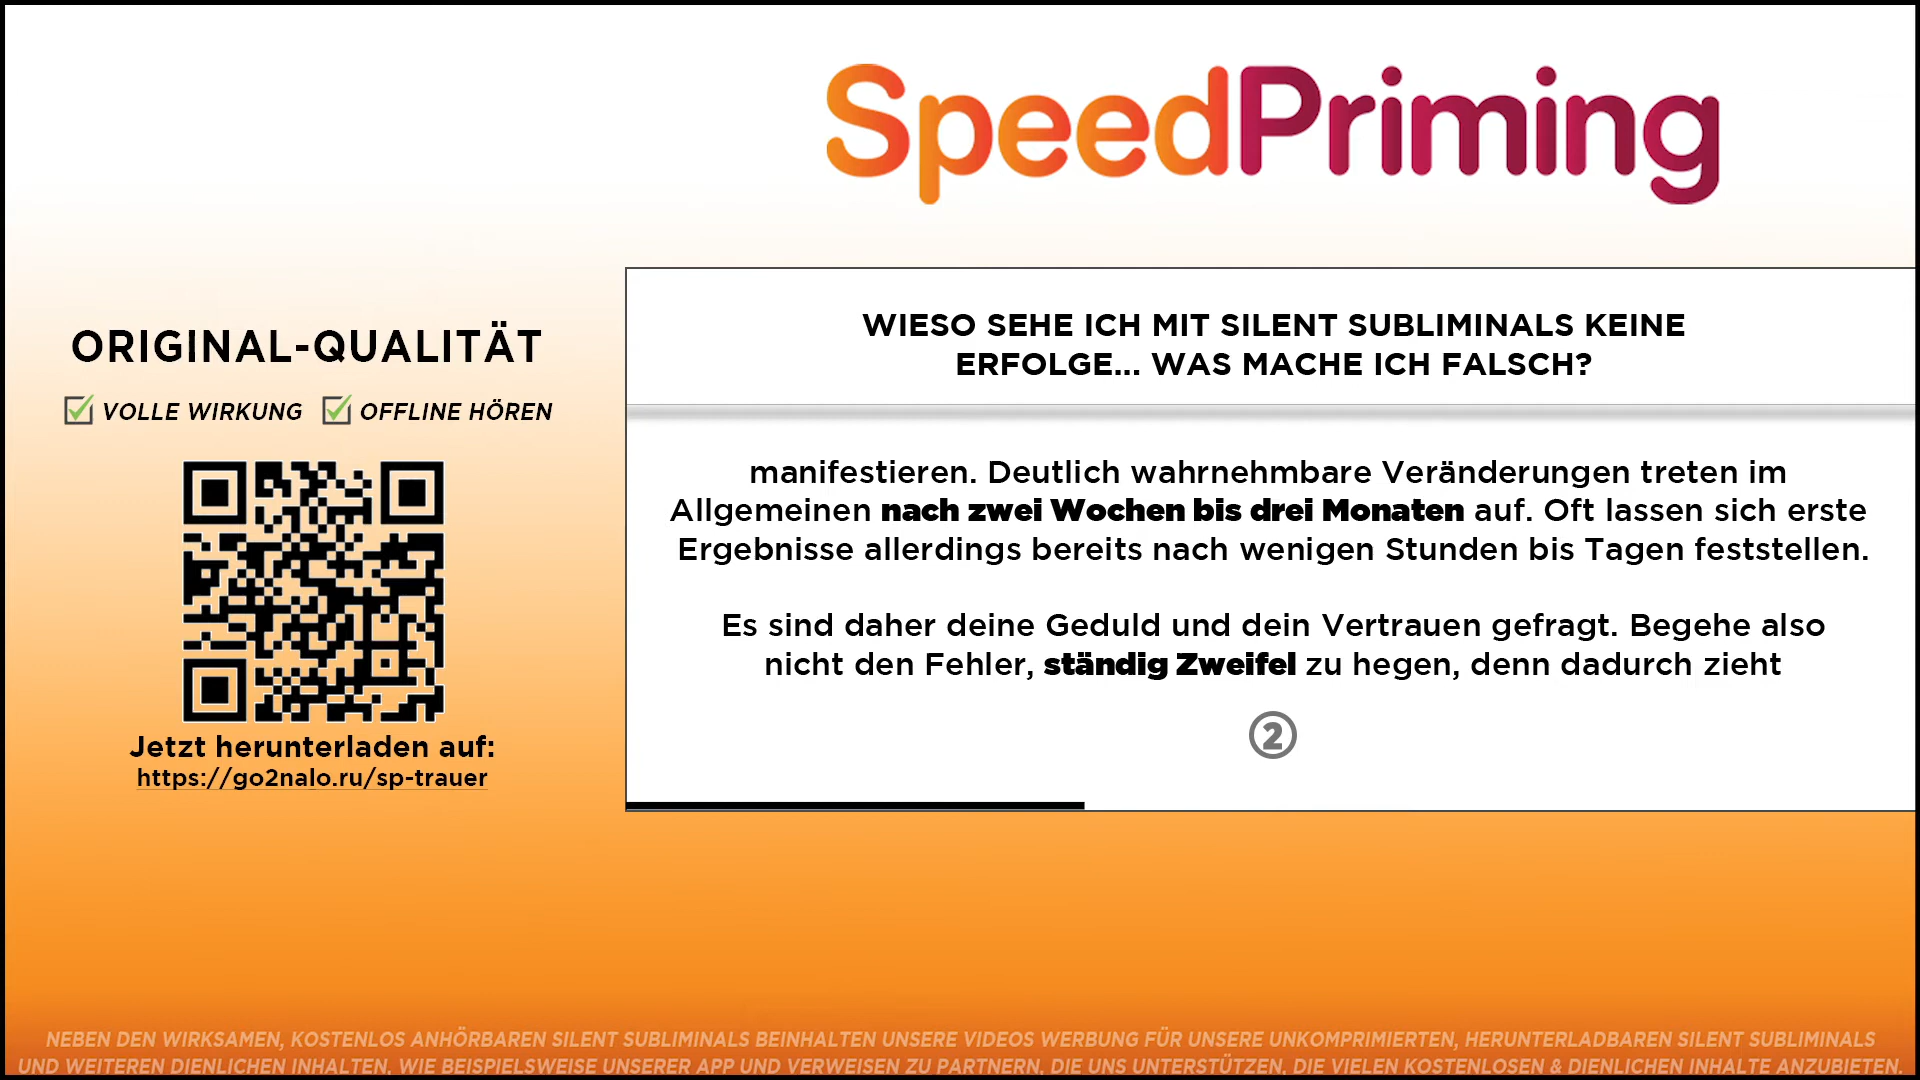 SpeedPriming
ORIGINAL-QUALITÄT
VOLLE WIRKUNG OFFLINE HÖREN
Jetzt herunterladen auf:
https://go2nalo.ru/sp-trauer
WIESO SEHE ICH MIT SILENT SUBLIMINALS KEINE
ERFOLGE... WAS MACHE ICH FALSCH?
manifestieren. Deutlich wahrnehmbare Veränderungen treten im
Allgemeinen nach zwei Wochen bis drei Monaten auf. Oft lassen sich erste
Ergebnisse allerdings bereits nach wenigen Stunden bis Tagen feststellen.
Es sind daher deine Geduld und dein Vertrauen gefragt. Begehe also
nicht den Fehler, ständig Zweifel zu hegen, denn dadurch zieht
2
NEBEN DEN WIRKSAMEN, KOSTENLOS ANHÖRBAREN SILENT SUBLIMINALS BEINHALTEN UNSERE VIDEOS WERBUNG FÜR UNSERE UNKOMPRIMIERTEN, HERUNTERLADBAREN SILENT SUBLIMINALS
UND WEITEREN DIENLICHEN INHALTEN, WIE BEISPIELSWEISE UNSERER APP UND VERWEISEN ZU PARTNERN, DIE UNS UNTERSTÜTZEN, DIE VIELEN KOSTENLOSEN & DIENLICHEN INHALTE ANZUBIETEN.